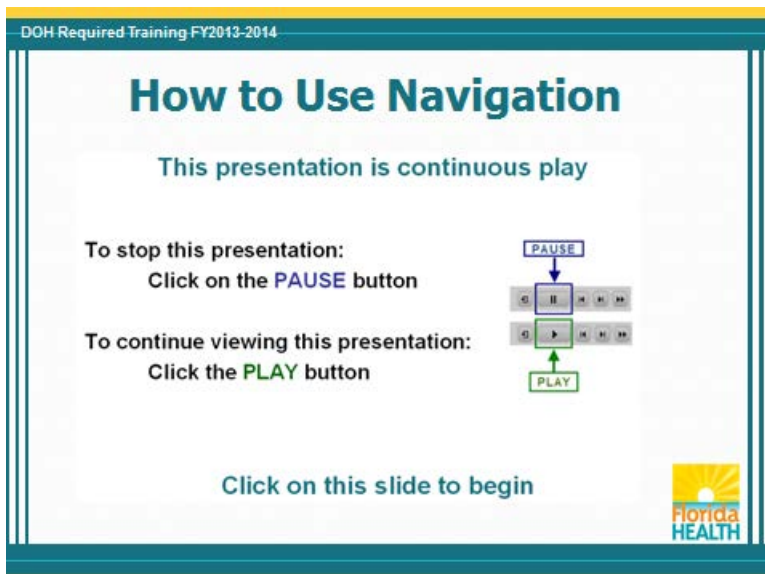 DOH Required Training FY2013-2014
How to Use Navigation
This presentation is continuous play
To stop this presentation:
Click on the PAUSE button
PAUSE
To continue viewing this presentation:
Click the PLAY button
PLAY
Click on this slide to begin
Florida
HEALTH